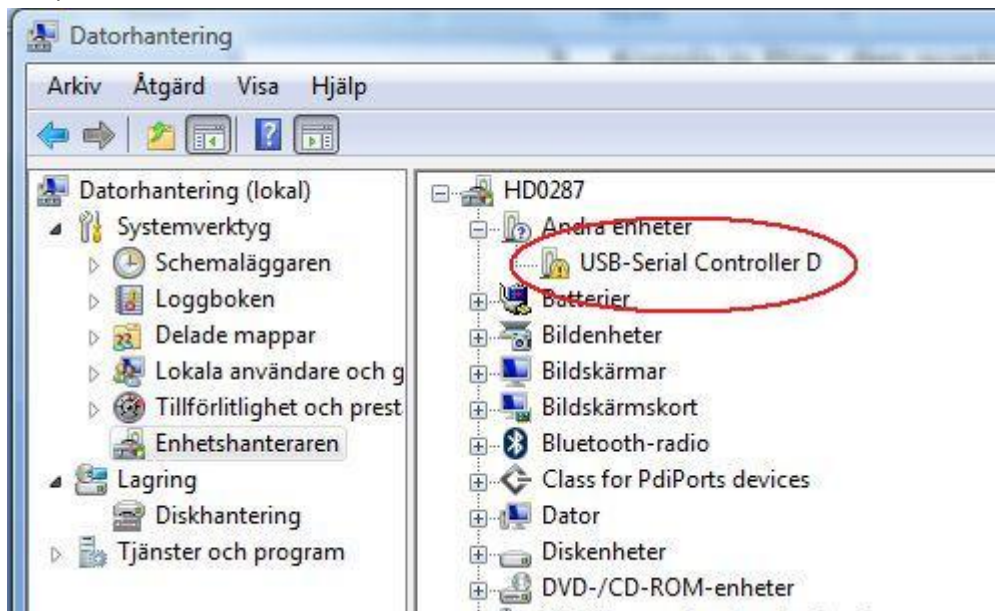 Datorhantering
Arkiv Åtgärd Visa Hjälp
Datorhantering (lokal)
Systemverktyg
Schemaläggaren
Loggboken
Delade mappar
Lokala användare och g
Tillförlitlighet och prest
Enhetshanteraren
Lagring
Diskhantering
Tjänster och program
HD0287
Andra enheter
USB-Serial Controller D
Batterier
Bildenheter
Bildskärmar
Bildskärmskort
Bluetooth-radio
Class for PdiPorts devices
Dator
Diskenheter
DVD-/CD-ROM-enheter